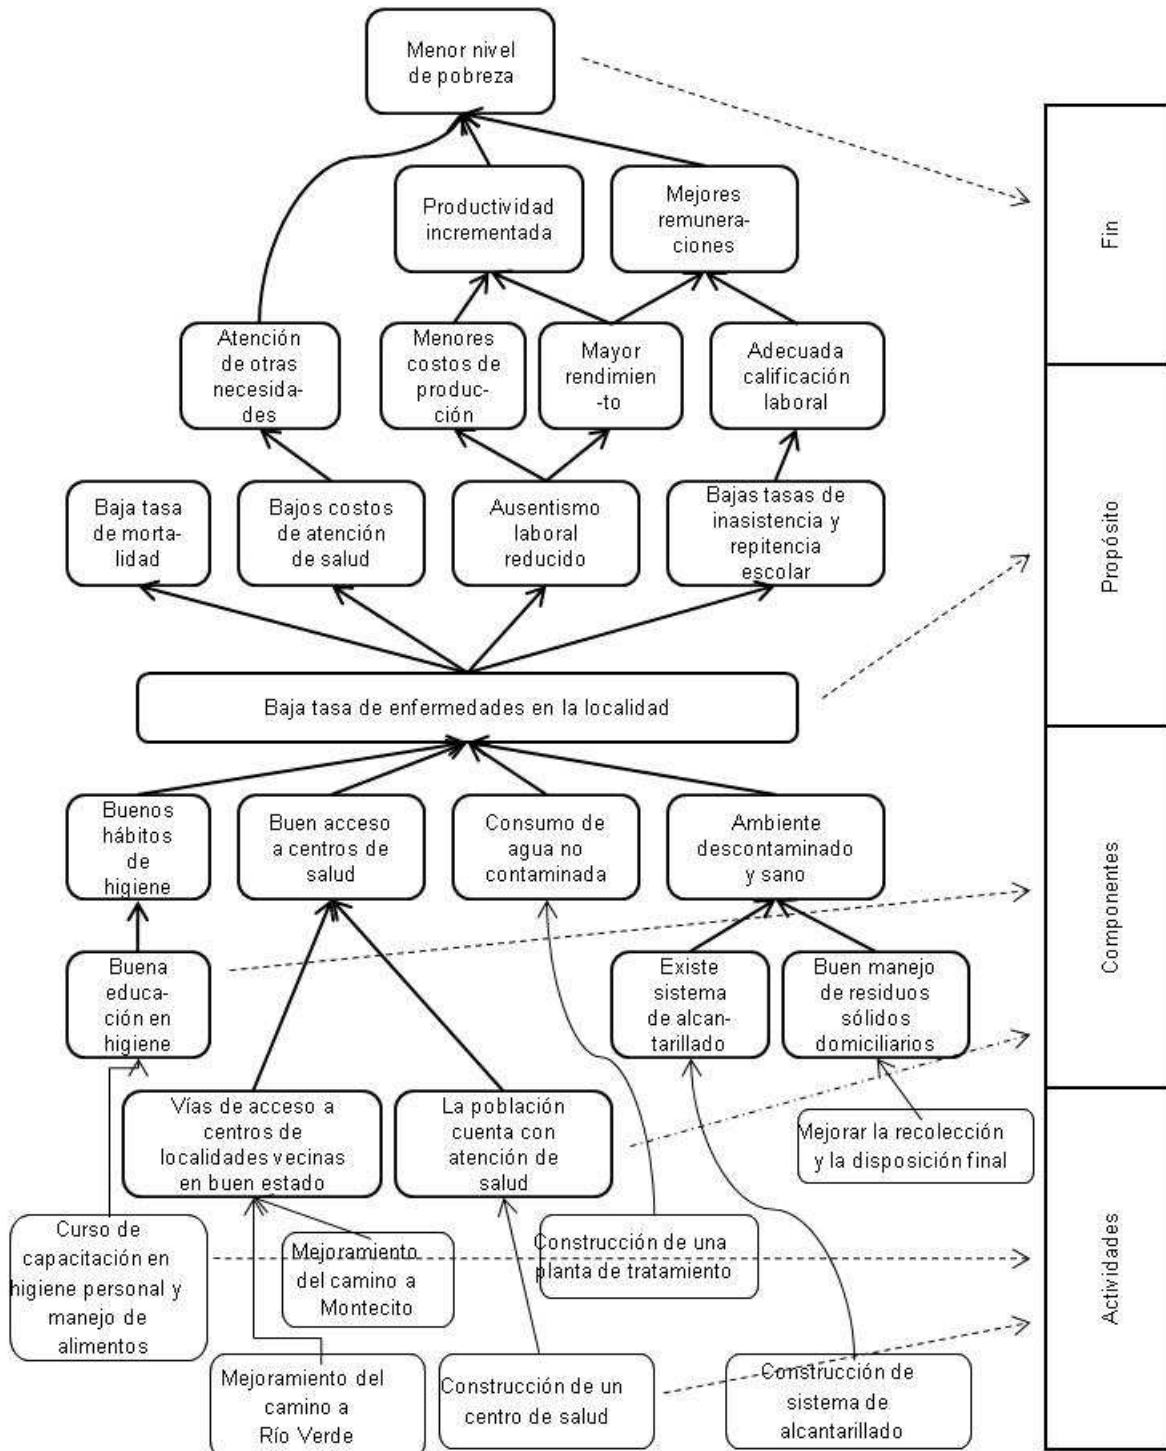 Menor nivel
de pobreza
Productividad
incrementada
Mejores
remunera-
ciones
Fin
Atención
de otras
necesida-
des
Menores
costos de
produc-
ción
Mayor
rendimien
-to
Adecuada
calificación
laboral
Baja tasa
de morta-
lidad
Bajos costos
de atención
de salud
Ausentismo
laboral
reducido
Bajas tasas de
inasistencia y
repitencia
escolar
Propósito
Baja tasa de enfermedades en la localidad
Buenos
hábitos
de
higiene
Buen acceso
a centros de
salud
Consumo de
agua no
contaminada
Ambiente
descontaminado
y sano
Componentes
Buena
educa-
ción en
higiene
Existe
sistema
de alcan-
tarillado
Buen manejo
de residuos
sólidos
domiciliarios
Vías de acceso a
centros de
localidades vecinas
en buen estado
La población
cuenta con
atención de
salud
Mejorar la recolección
y la disposición final
Curso de
capacitación en
higiene personal y
manejo de
alimentos
Mejoramiento
del camino a
Montecito
Construcción de una
planta de tratamiento
Actividades
Mejoramiento del
camino a
Río Verde
Construcción de un
centro de salud
Construcción de
sistema de
alcantarillado